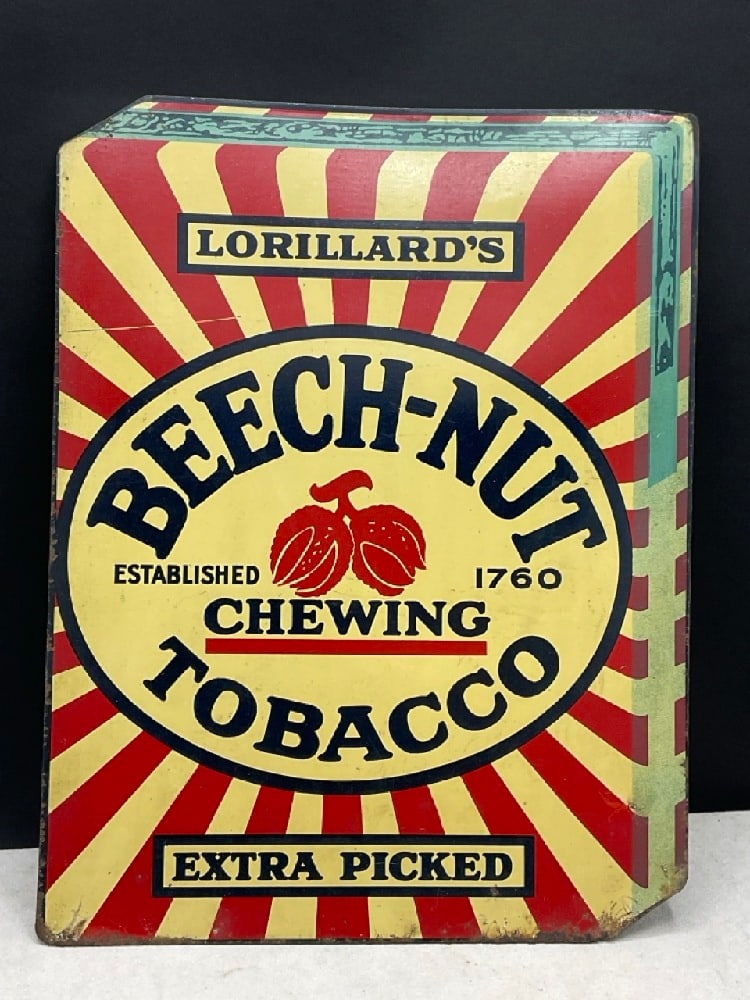 LORILLARD'S
BEECH-NUT
ESTABLISHED 1760
CHEWING
TOBACCO
EXTRA PICKED